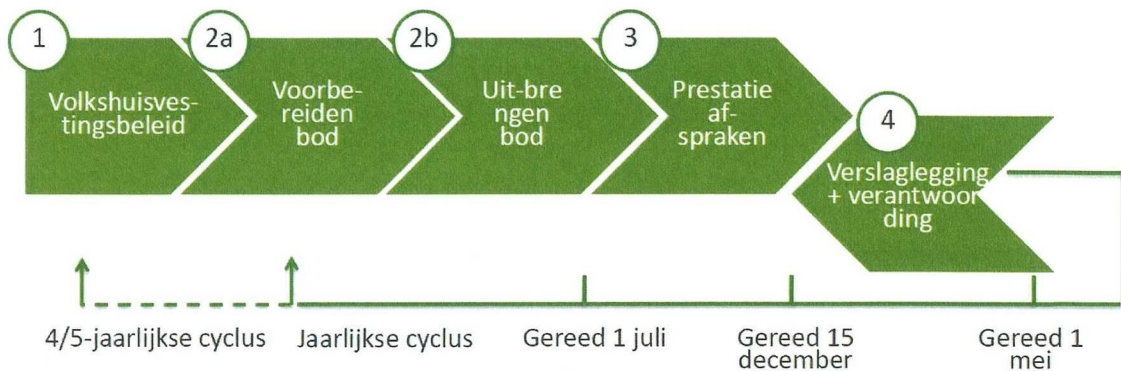 1
Volkshuisves-
tingsbeleid
2a
Voorbe-
reiden
bod
2b
Uit-bre
ngen
bod
3
Prestatie
af-
spraken
4
Verslaglegging
+ verantwoor
ding
4/5-jaarlijkse cyclus
Jaarlijkse cyclus
Gereed 1 juli
Gereed 15
december
Gereed 1
mei